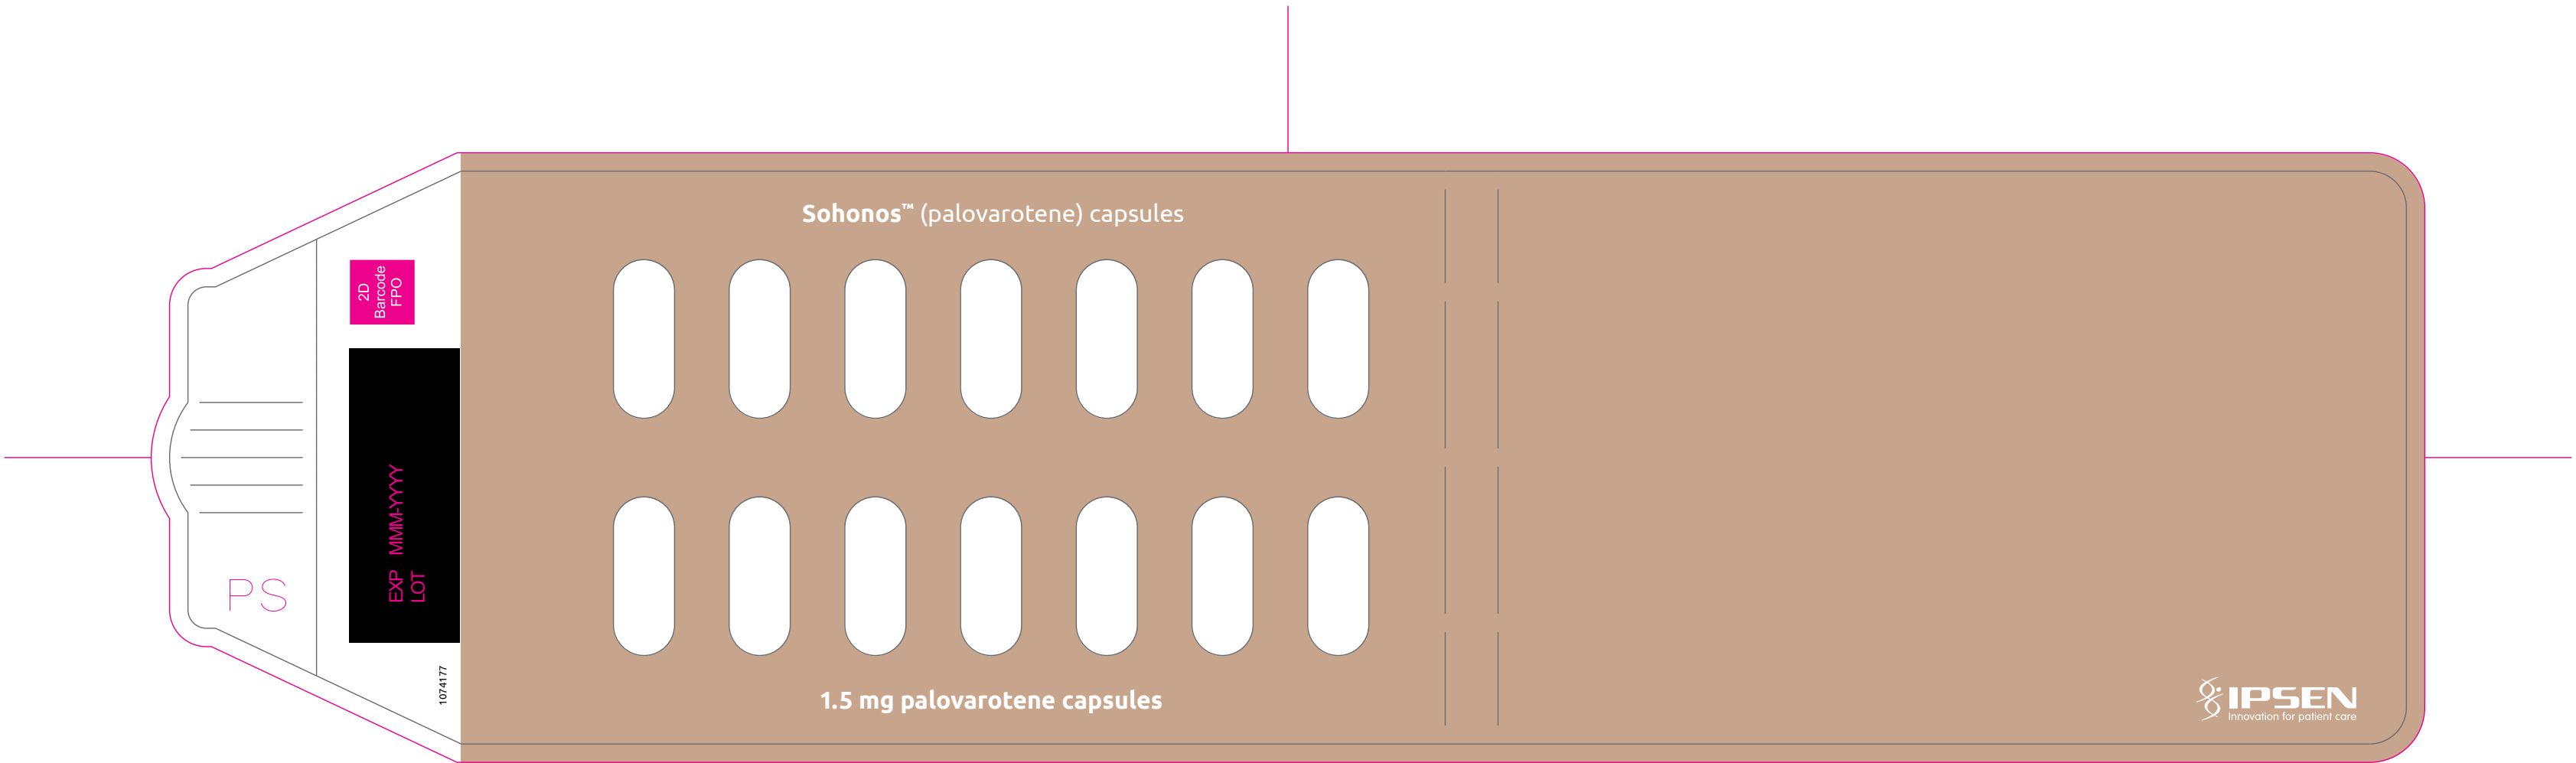 Sohonos™ (palovarotene) capsules
2D
Barcode
FPO
EXP MMM-YYYY
LOT
PS
1074177
1.5 mg palovarotene capsules
IPSEN
Innovation for patient care